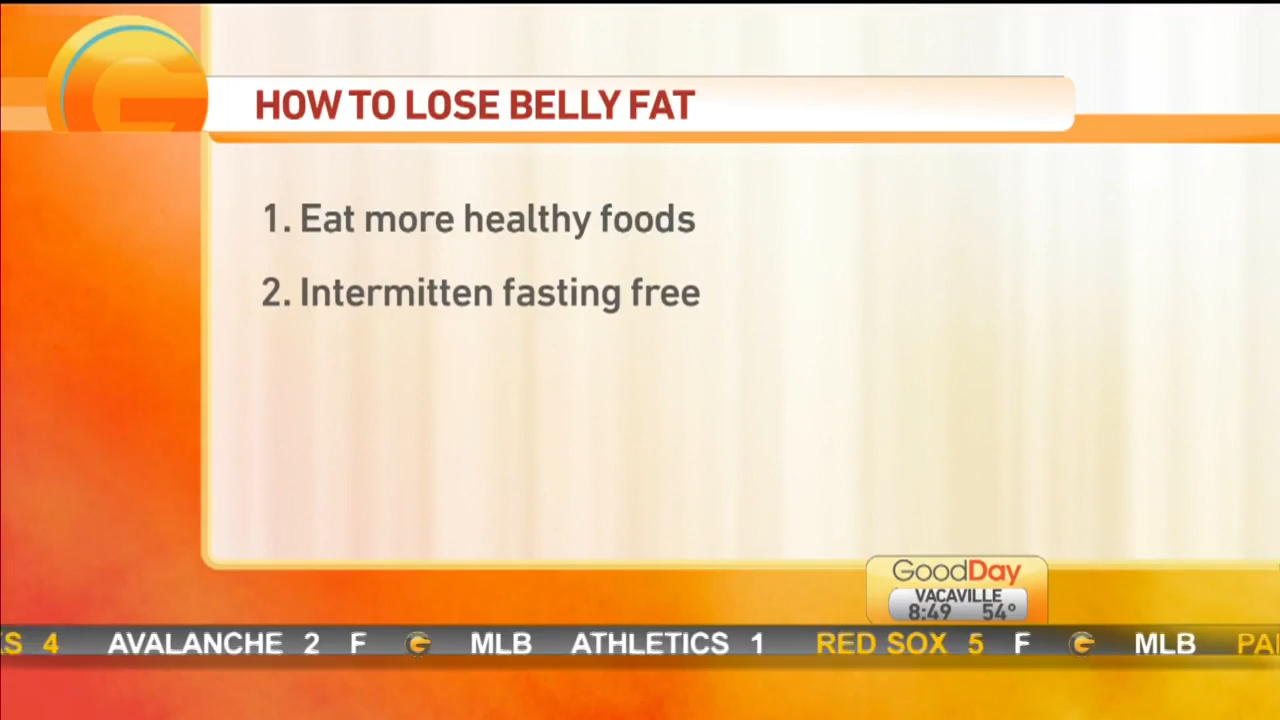 HOW TO LOSE BELLY FAT
1. Eat more healthy foods
2. Intermitten fasting free
GoodDay
VACAVILLE
8:49 54°
S 4 AVALANCHE 2 F MLB ATHLETICS 1 RED SOX 5 F MLB PA